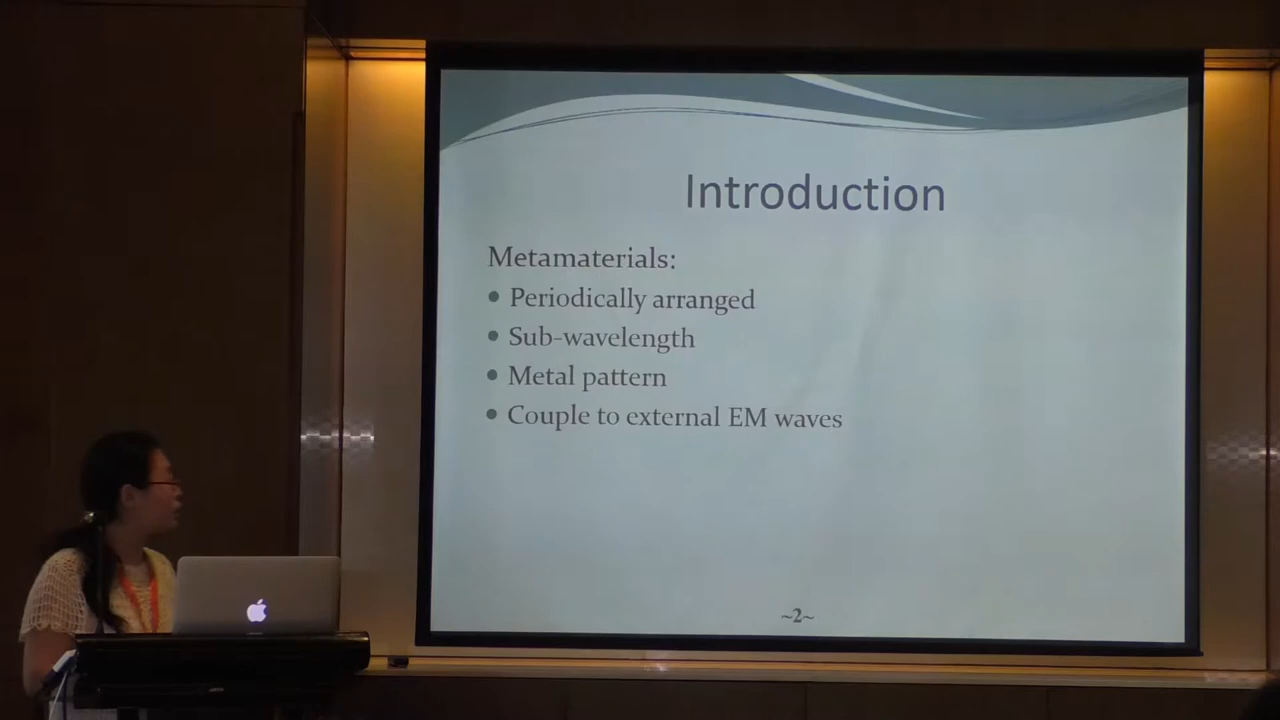 Introduction
Metamaterials:
• Periodically arranged
• Sub-wavelength
• Metal pattern
• Couple to external EM waves
~2~